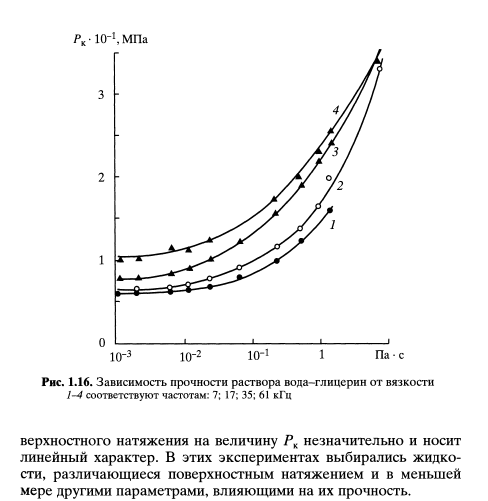 Pк · 10⁻¹, МПа
3
2
1
0
4
3
2
1
10⁻³
10⁻²
10⁻¹
1
Па · с
Рис. 1.16. Зависимость прочности раствора вода–глицерин от вязкости
1–4 соответствуют частотам: 7; 17; 35; 61 кГц
верхностного натяжения на величину Pк незначительно и носит
линейный характер. В этих экспериментах выбирались жидко-
сти, различающиеся поверхностным натяжением и в меньшей
мере другими параметрами, влияющими на их прочность.